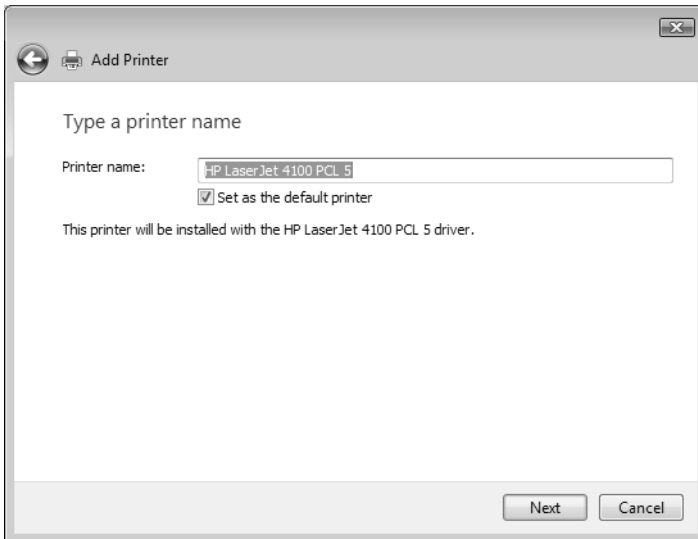 Add Printer
Type a printer name
Printer name: HP LaserJet 4100 PCL 5
Set as the default printer
This printer will be installed with the HP LaserJet 4100 PCL 5 driver.
Next Cancel